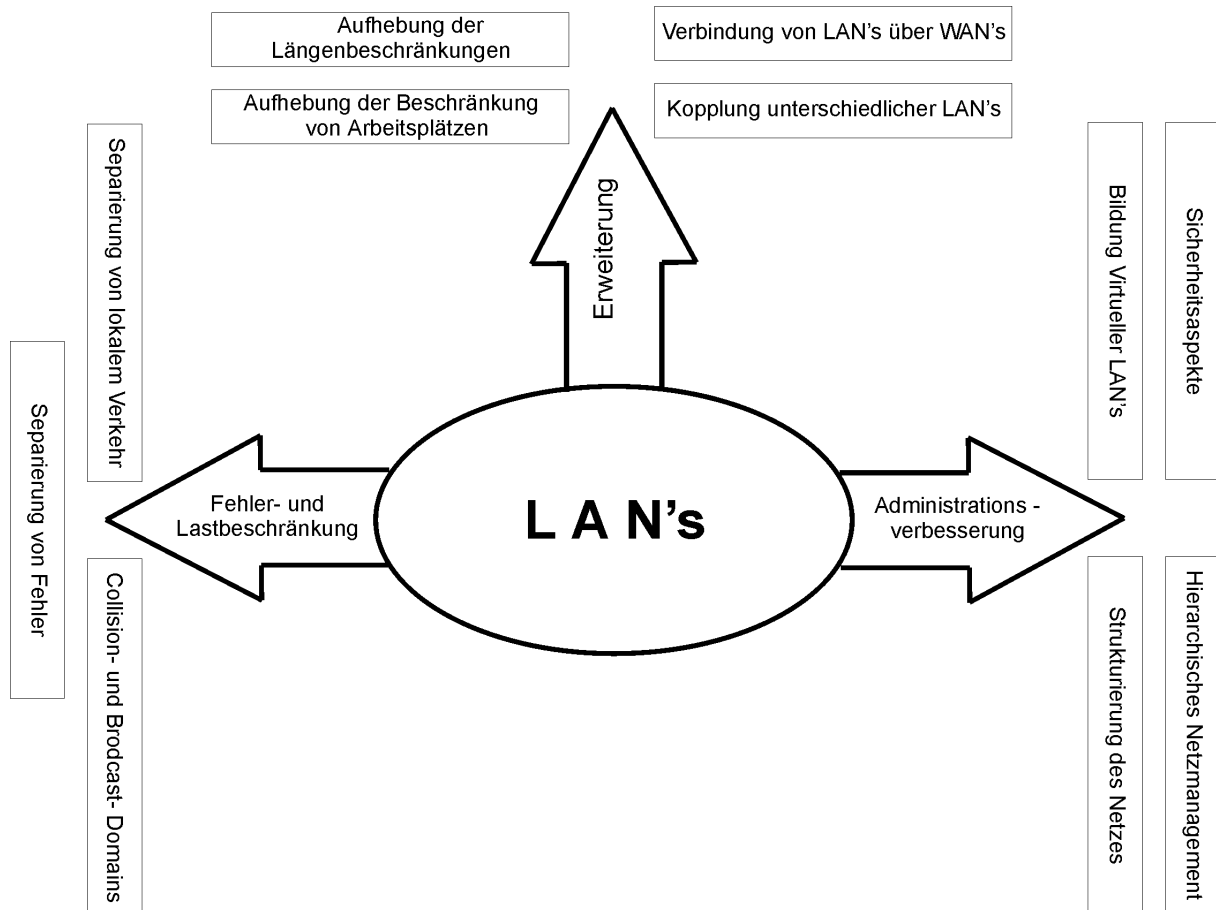 Aufhebung der
Längenbeschränkungen
Verbindung von LAN's über WAN's
Aufhebung der Beschränkung
von Arbeitsplätzen
Kopplung unterschiedlicher LAN's
Erweiterung
Separierung von Fehler
Separierung von lokalem Verkehr
Collision- und Brodcast- Domains
Fehler- und
Lastbeschränkung
L A N's
Administrations -
verbesserung
Bildung Virtueller LAN's
Sicherheitsaspekte
Strukturierung des Netzes
Hierarchisches Netzmanagement